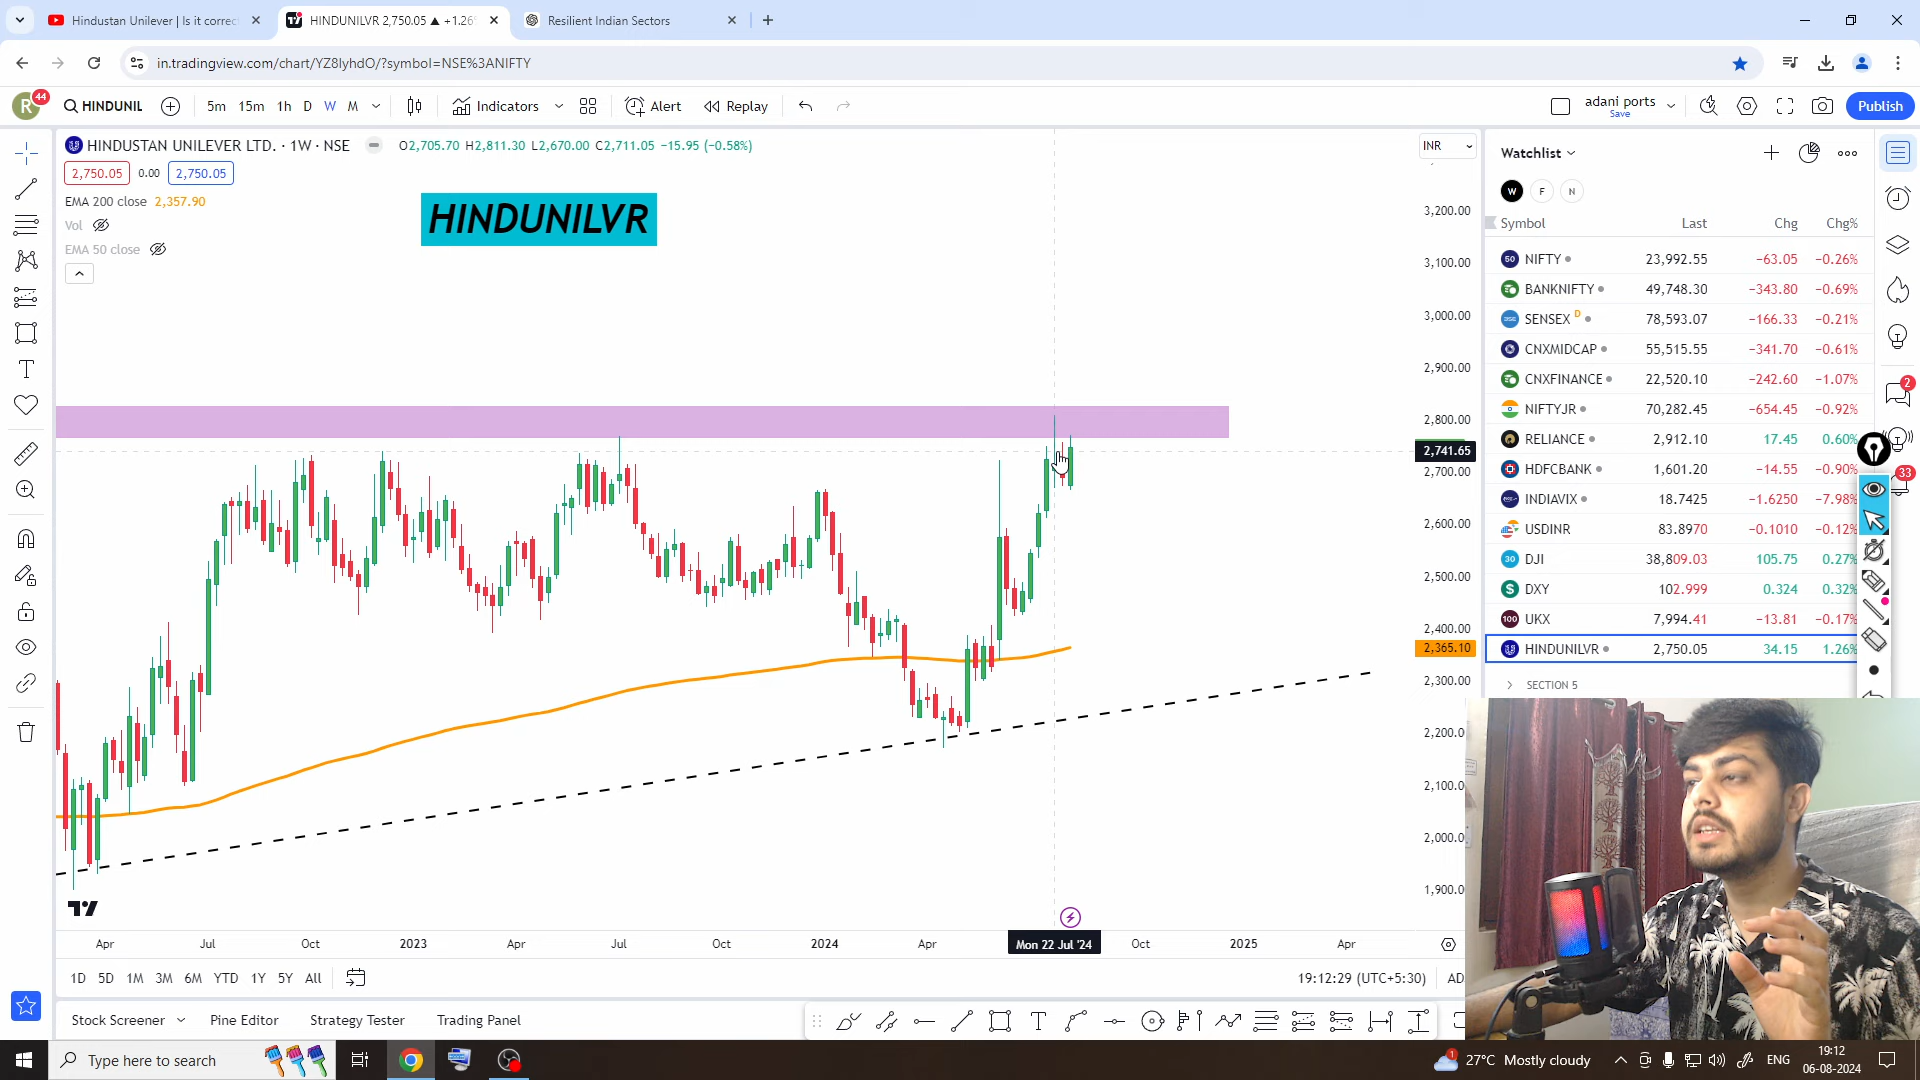 Hindustan Unilever | Is it correc
HINDUNILVR 2,750.05 ▲ +1.26
Resilient Indian Sectors
in.tradingview.com/chart/YZ8lyhdO/?symbol=NSE%3ANIFTY
R 44
HINDUNIL
5m 15m 1h D W M
Indicators
Alert
Replay
adani ports
Save
Publish
HINDUSTAN UNILEVER LTD. · 1W · NSE
O2,705.70 H2,811.30 L2,670.00 C2,711.05 −15.95 (−0.58%)
2,750.05 0.00 2,750.05
EMA 200 close 2,357.90
Vol
EMA 50 close
HINDUNILVR
INR
3,200.00
3,100.00
3,000.00
2,900.00
2,800.00
2,741.65
2,700.00
2,600.00
2,500.00
2,400.00
2,365.10
2,300.00
2,200.00
2,100.00
2,000.00
1,900.00
Apr Jul Oct 2023 Apr Jul Oct 2024 Apr Mon 22 Jul '24 Oct 2025 Apr
1D 5D 1M 3M 6M YTD 1Y 5Y All
19:12:29 (UTC+5:30) AD
Stock Screener Pine Editor Strategy Tester Trading Panel
Watchlist
W F N
Symbol Last Chg Chg%
50 NIFTY 23,992.55 −63.05 −0.26%
BANKNIFTY 49,748.30 −343.80 −0.69%
SENSEX D 78,593.07 −166.33 −0.21%
CNXMIDCAP 55,515.55 −341.70 −0.61%
CNXFINANCE 22,520.10 −242.60 −1.07%
NIFTYJR 70,282.45 −654.45 −0.92%
RELIANCE 2,912.10 17.45 0.60%
HDFCBANK 1,601.20 −14.55 −0.90%
INDIAVIX 18.7425 −1.6250 −7.98%
USDINR 83.8970 −0.1010 −0.12%
30 DJI 38,809.03 105.75 0.27%
$ DXY 102.999 0.324 0.32%
100 UKX 7,994.41 −13.81 −0.17%
HINDUNILVR 2,750.05 34.15 1.26%
SECTION 5
2
33
Type here to search
1
27°C Mostly cloudy
ENG
19:12
06-08-2024